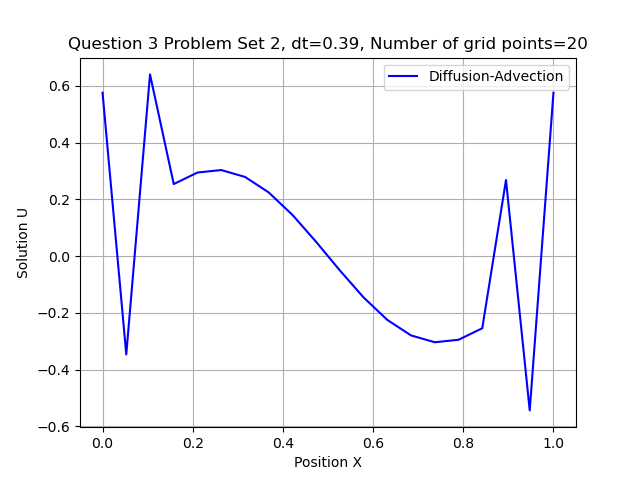 Question 3 Problem Set 2, dt=0.39, Number of grid points=20
Diffusion-Advection
0.6
0.4
0.2
0.0
−0.2
−0.4
−0.6
Solution U
0.0 0.2 0.4 0.6 0.8 1.0
Position X